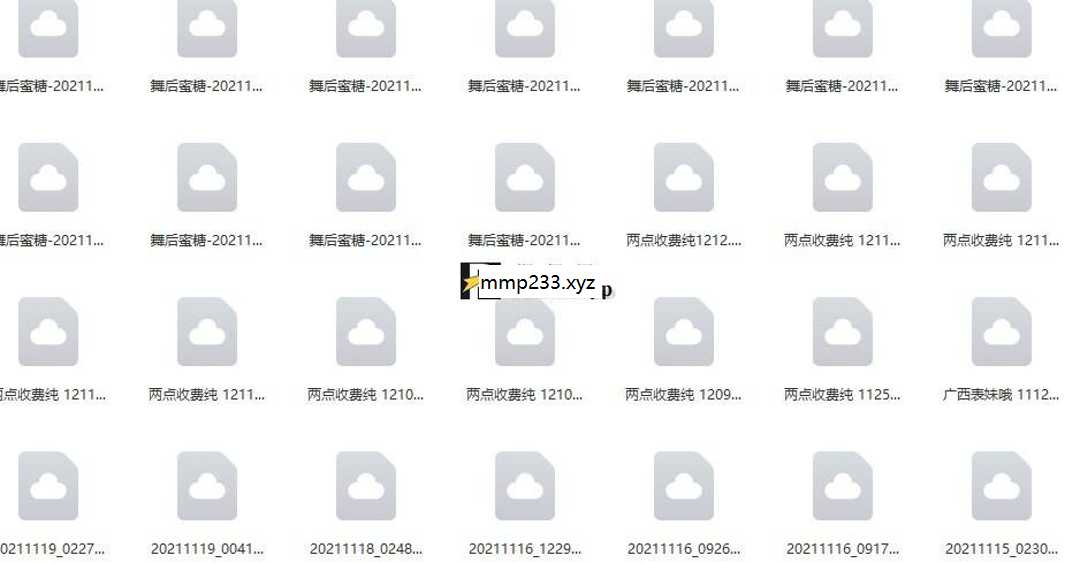 舞后蜜糖-20211... 舞后蜜糖-20211... 舞后蜜糖-20211... 舞后蜜糖-20211... 舞后蜜糖-20211... 舞后蜜糖-20211... 舞后蜜糖-20211...
舞后蜜糖-20211... 舞后蜜糖-20211... 舞后蜜糖-20211... 舞后蜜糖-20211... 两点收费纯1212.... 两点收费纯 1211... 两点收费纯 1211...
mmp233.xyz
p
两点收费纯 1211... 两点收费纯 1211... 两点收费纯 1210... 两点收费纯 1210... 两点收费纯 1209... 两点收费纯 1125... 广西表妹哦 1112...
20211119_0227... 20211119_0041... 20211118_0248... 20211116_1229... 20211116_0926... 20211116_0917... 20211115_0230...